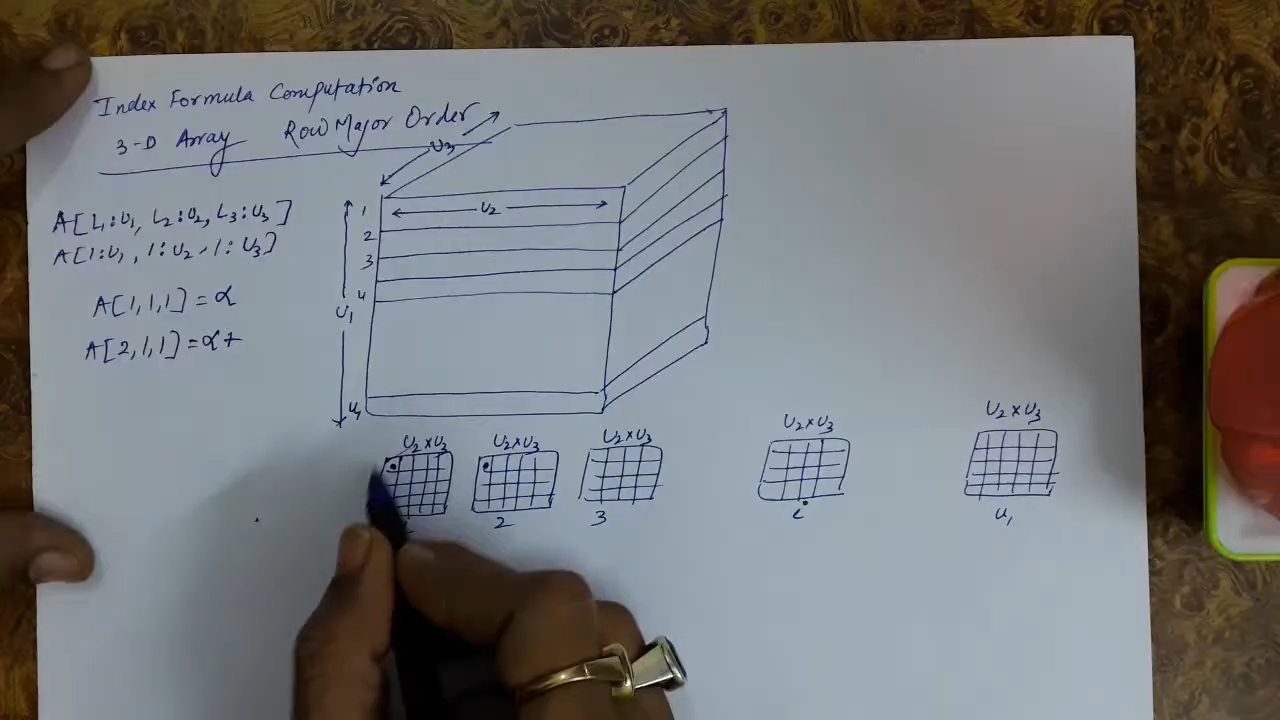 Index Formula Computation
3-D Array Row Major Order
U3
A[L1:U1, L2:U2, L3:U3]
A[1:U1, 1:U2, 1:U3]
A[1,1,1] = α
A[2,1,1] = α+
1
U2
2
3
4
U1
U1
U2 x U3 U2 x U3 U2 x U3 U2 x U3 U2 x U3
2 3 i u1